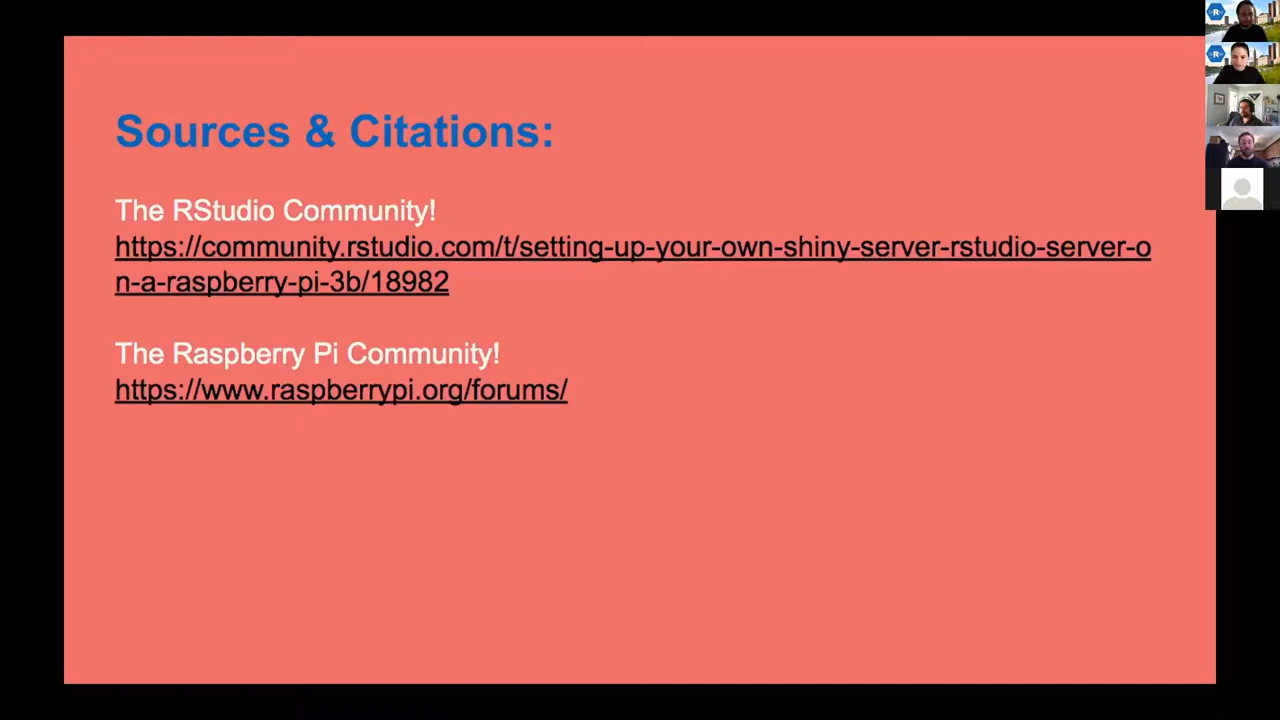 Sources & Citations:
The RStudio Community!
https://community.rstudio.com/t/setting-up-your-own-shiny-server-rstudio-server-o
n-a-raspberry-pi-3b/18982
The Raspberry Pi Community!
https://www.raspberrypi.org/forums/